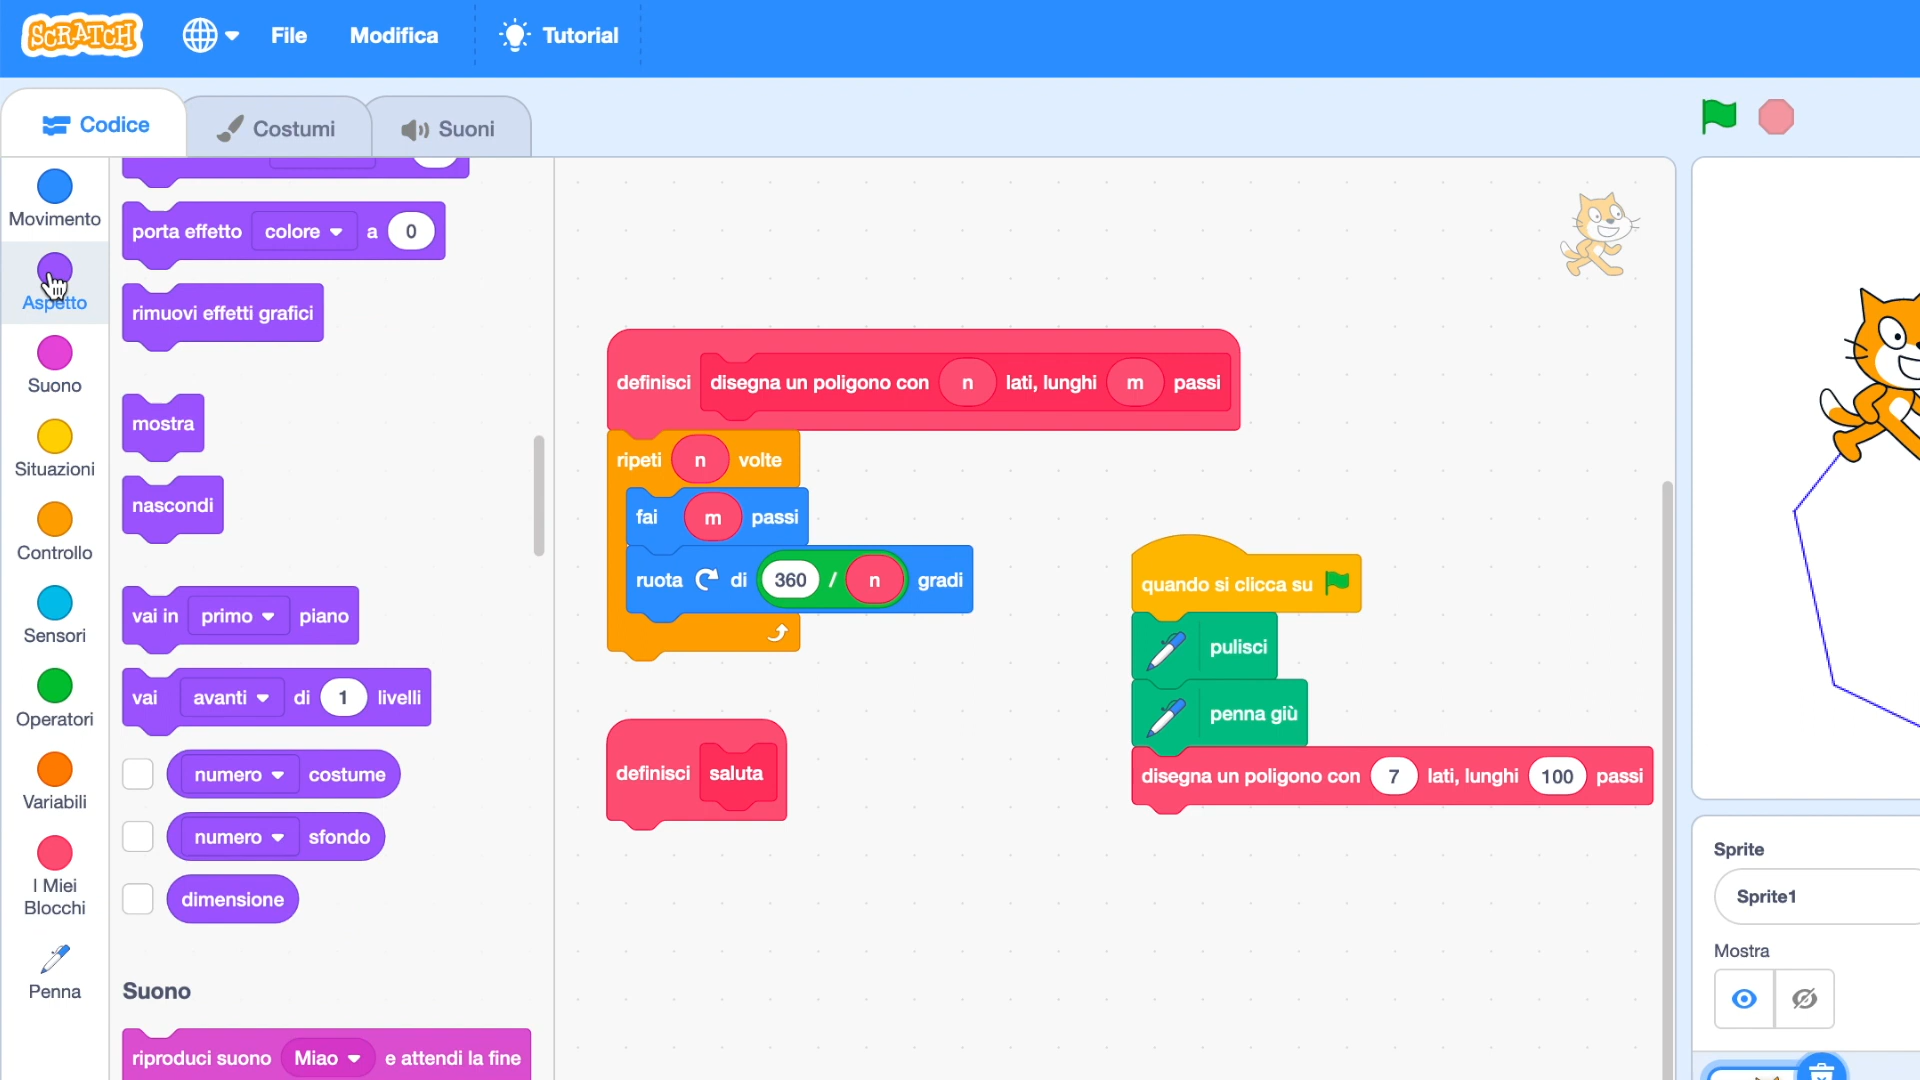 SCRATCH File Modifica Tutorial
Codice Costumi Suoni
Movimento
Aspetto
Suono
Situazioni
Controllo
Sensori
Operatori
Variabili
I Miei
Blocchi
Penna
porta effetto colore a 0
rimuovi effetti grafici
mostra
nascondi
vai in primo piano
vai avanti di 1 livelli
numero costume
numero sfondo
dimensione
Suono
riproduci suono Miao e attendi la fine
definisci disegna un poligono con n lati, lunghi m passi
ripeti n volte
fai m passi
ruota di 360 / n gradi
definisci saluta
quando si clicca su
pulisci
penna giù
disegna un poligono con 7 lati, lunghi 100 passi
Sprite
Sprite1
Mostra